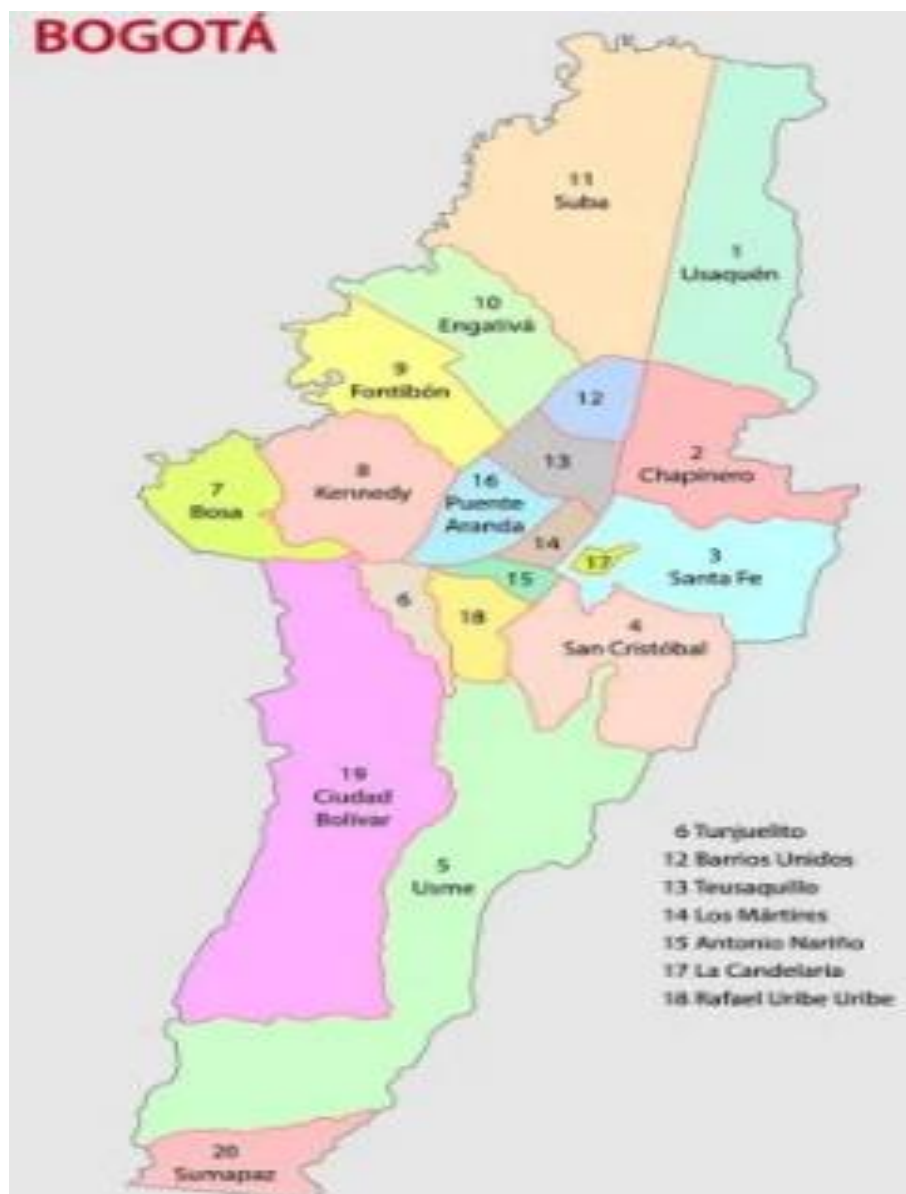 BOGOTÁ
11
Suba
1
Usaquén
10
Engativá
9
Fontibón
12
2
Chapinero
13
8
Kennedy
16
Puente
Aranda
7
Bosa
14
17
3
Santa Fe
15
6
18
4
San Cristóbal
19
Ciudad
Bolívar
5
Usme
6 Tunjuelito
12 Barrios Unidos
13 Teusaquillo
14 Los Mártires
15 Antonio Nariño
17 La Candelaria
18 Rafael Uribe Uribe
20
Sumapaz